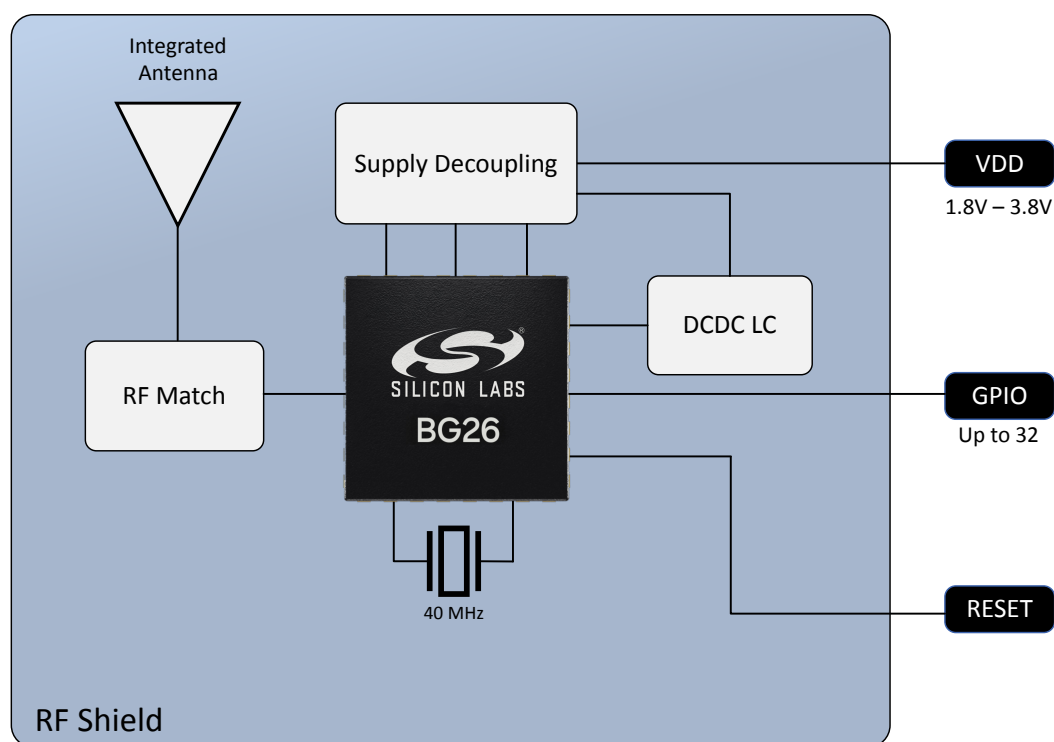 Integrated
Antenna
Supply Decoupling
VDD
1.8V – 3.8V
DCDC LC
RF Match
®
SILICON LABS
BG26
GPIO
Up to 32
40 MHz
RESET
RF Shield